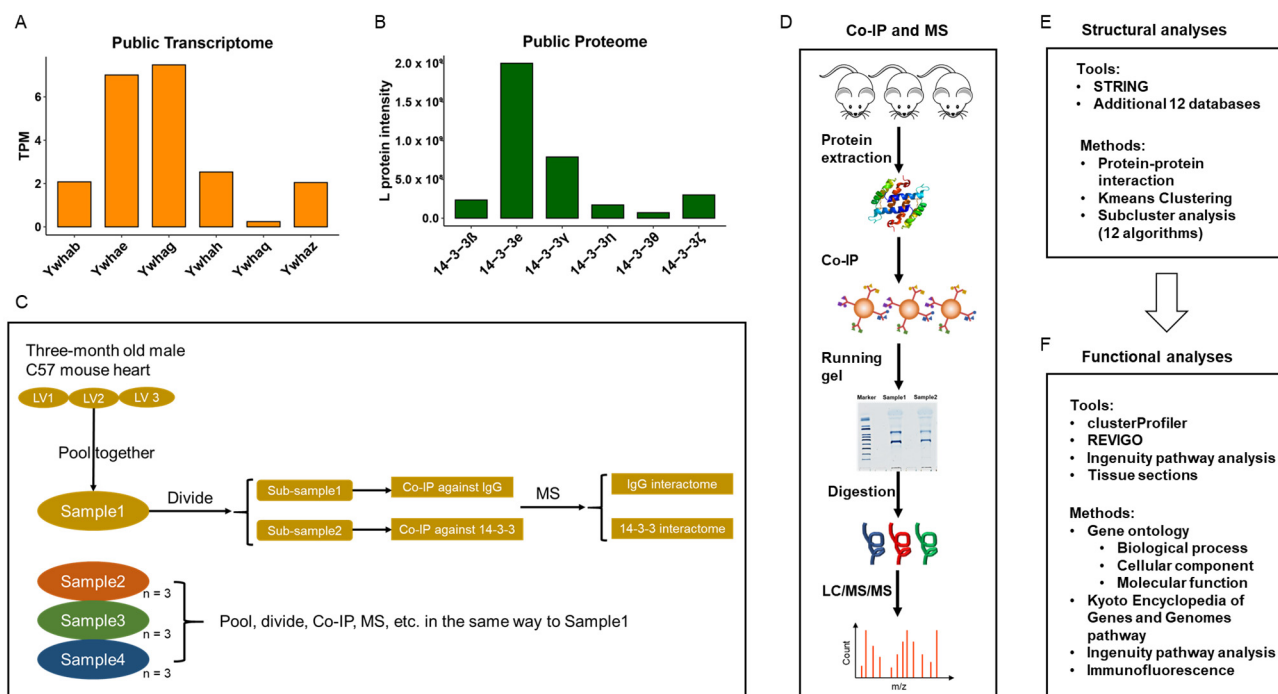 A
Public Transcriptome
TPM
6
4
2
0
Ywhab
Ywhae
Ywhag
Ywhah
Ywhaq
Ywhaz
B
Public Proteome
L protein intensity
2.0 x 10
1.5 x 10
1.0 x 10
5.0 x 10
0.0
14-3-3ß
14-3-3e
14-3-3γ
14-3-3η
14-3-3θ
14-3-3ζ
C
Three-month old male
C57 mouse heart
LV1
LV2
LV 3
Pool together
Sample1
Divide
Sub-sample1
Co-IP against IgG
Sub-sample2
Co-IP against 14-3-3
MS
IgG interactome
14-3-3 interactome
Sample2
n = 3
Sample3
n = 3
Sample4
n = 3
Pool, divide, Co-IP, MS, etc. in the same way to Sample1
D
Co-IP and MS
Protein
extraction
Co-IP
Running
gel
Marker Sample1 Sample2
Digestion
LC/MS/MS
Count
m/z
E
Structural analyses
Tools:
• STRING
• Additional 12 databases
Methods:
• Protein-protein
interaction
• Kmeans Clustering
• Subcluster analysis
(12 algorithms)
F
Functional analyses
Tools:
• clusterProfiler
• REVIGO
• Ingenuity pathway analysis
• Tissue sections
Methods:
• Gene ontology
• Biological process
• Cellular component
• Molecular function
• Kyoto Encyclopedia of
Genes and Genomes
pathway
• Ingenuity pathway analysis
• Immunofluorescence